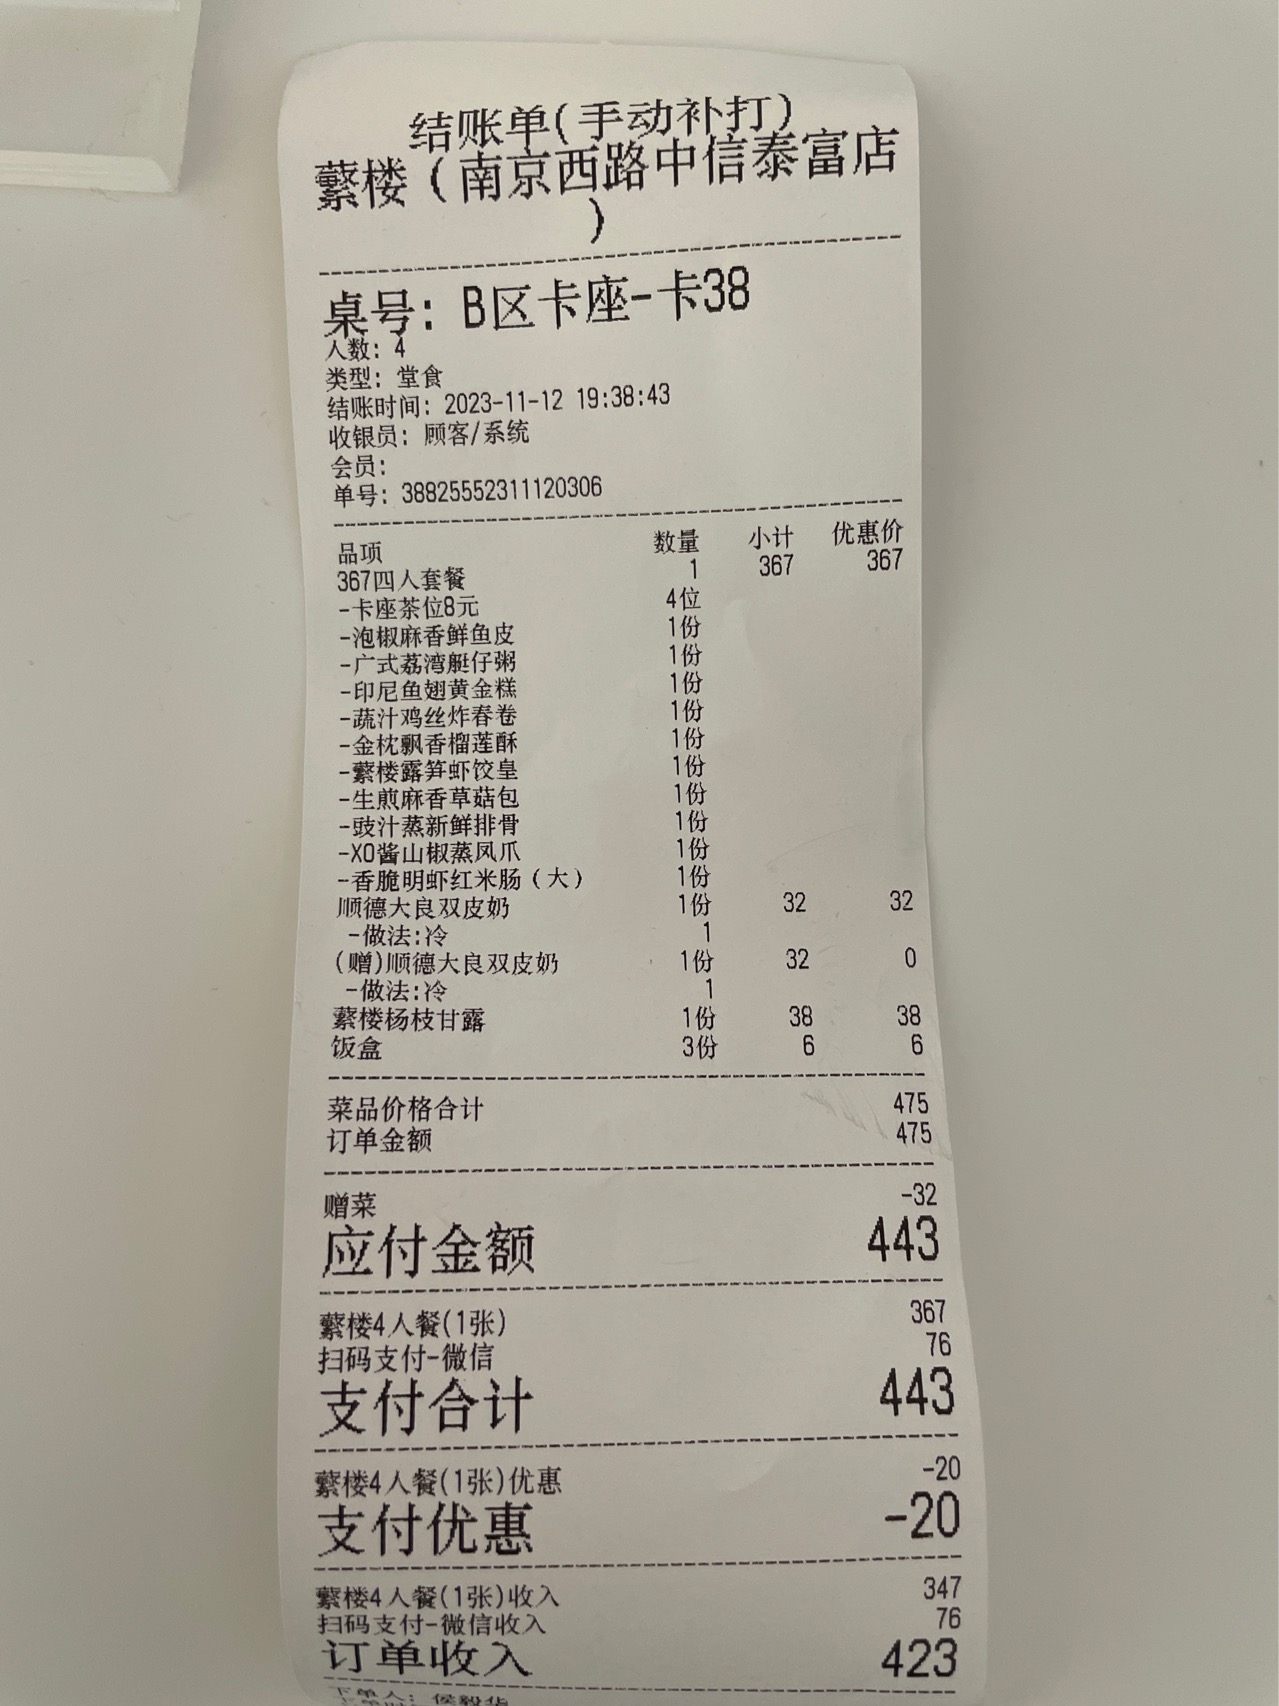 结账单(手动补打)
蘩楼（南京西路中信泰富店
）
桌号: B区卡座-卡38
人数: 4
类型: 堂食
结账时间: 2023-11-12 19:38:43
收银员: 顾客/系统
会员:
单号: 38825552311120306
品项 数量 小计 优惠价
367四人套餐 1 367 367
-卡座茶位8元 4位
-泡椒麻香鲜鱼皮 1份
-广式荔湾艇仔粥 1份
-印尼鱼翅黄金糕 1份
-蔬汁鸡丝炸春卷 1份
-金枕飘香榴莲酥 1份
-蘩楼露笋虾饺皇 1份
-生煎麻香草菇包 1份
-豉汁蒸新鲜排骨 1份
-XO酱山椒蒸凤爪 1份
-香脆明虾红米肠（大） 1份
顺德大良双皮奶 1份 32 32
-做法:冷 1
(赠)顺德大良双皮奶 1份 32 0
-做法:冷 1
蘩楼杨枝甘露 1份 38 38
饭盒 3份 6 6
菜品价格合计 475
订单金额 475
赠菜 -32
应付金额 443
蘩楼4人餐(1张) 367
扫码支付-微信 76
支付合计 443
蘩楼4人餐(1张)优惠 -20
支付优惠 -20
蘩楼4人餐(1张)收入 347
扫码支付-微信收入 76
订单收入 423
下单人: 侯毅华